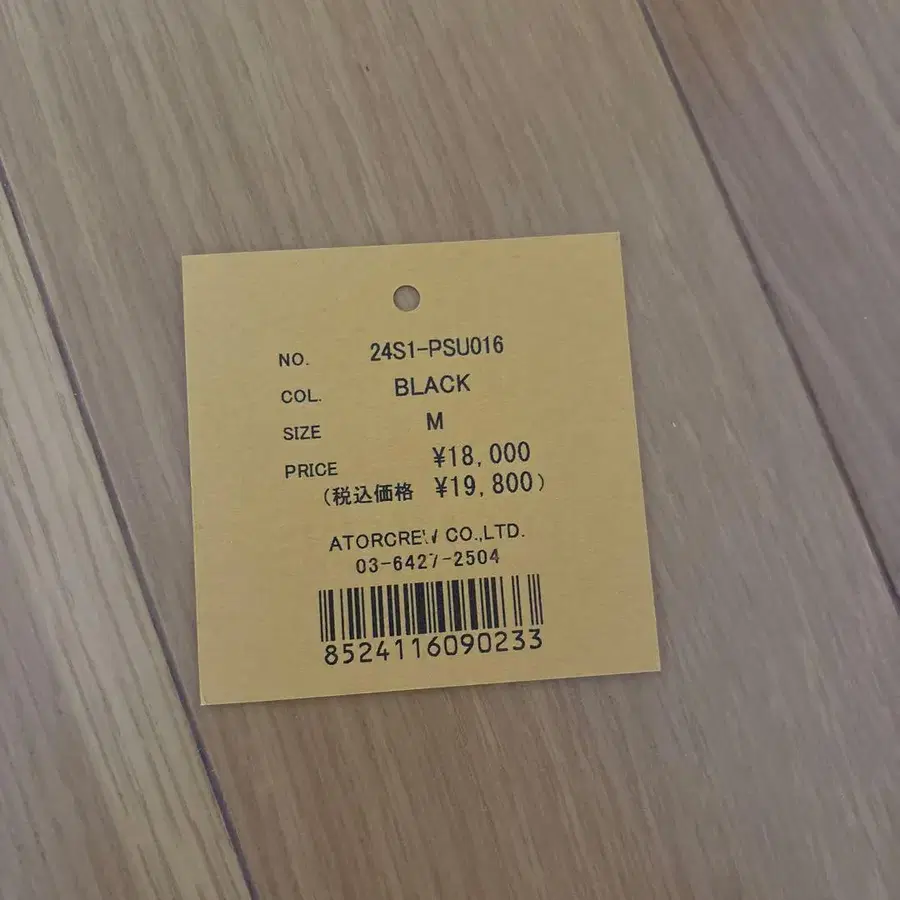 NO. 24S1-PSU016
COL. BLACK
SIZE M
PRICE ¥18,000
(税込価格 ¥19,800)
ATORCREW CO.,LTD.
03-6427-2504
8524116090233